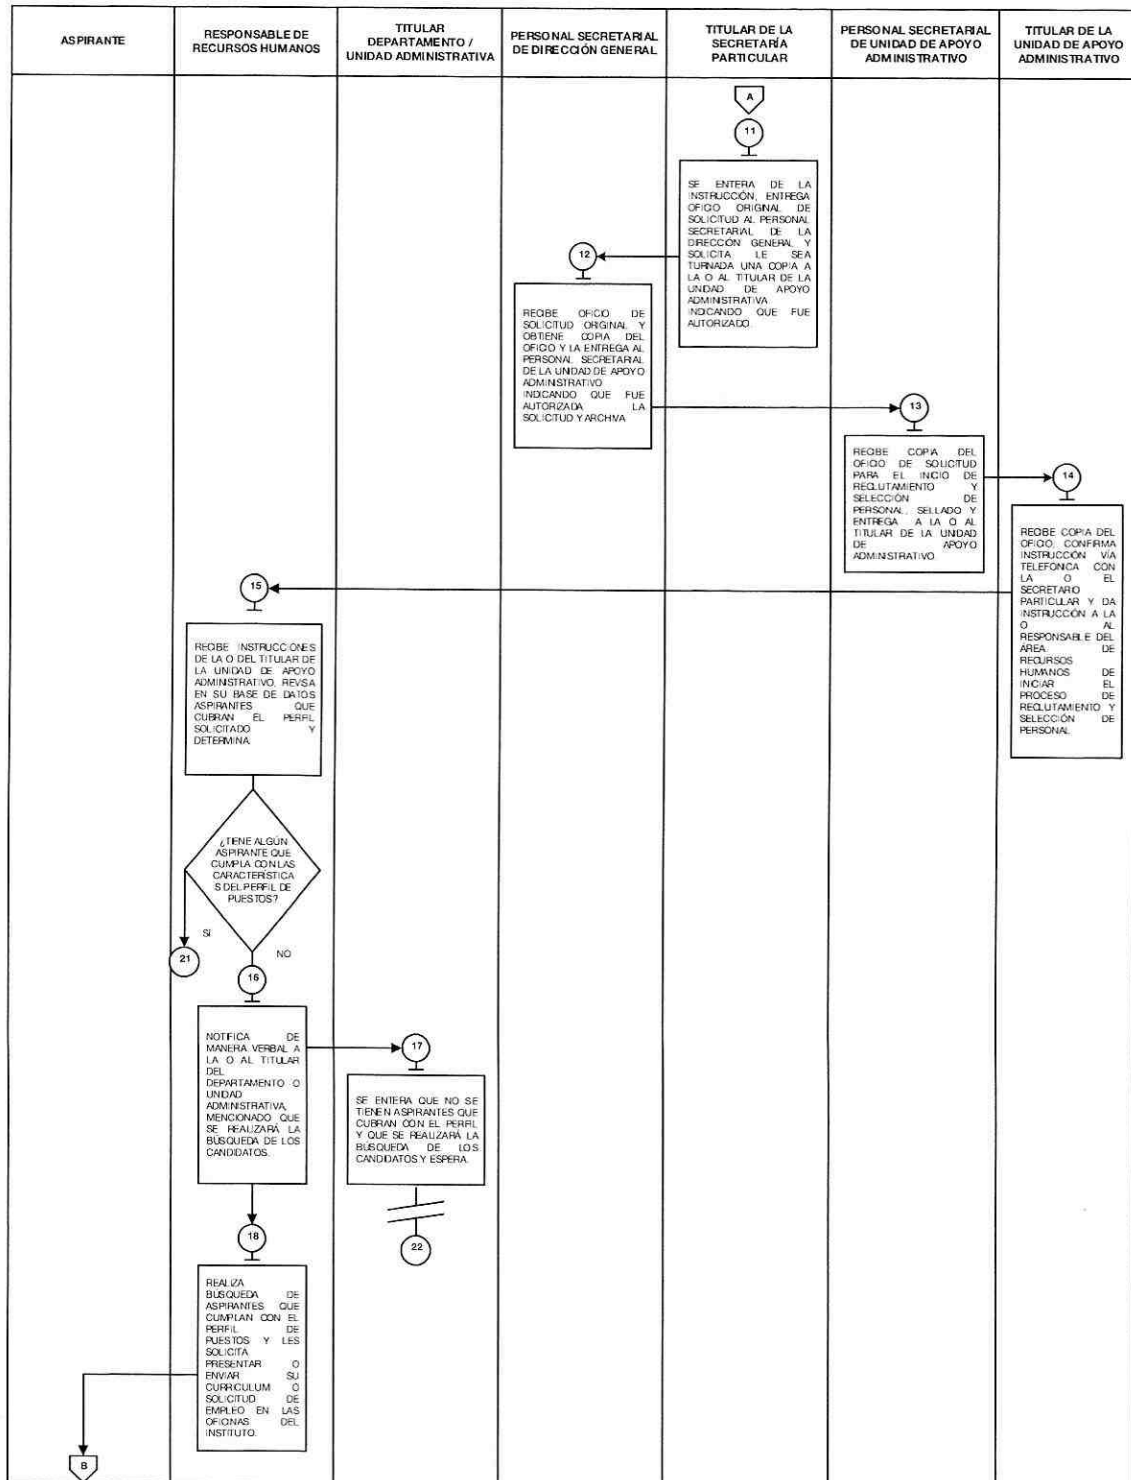 ASPIRANTE
RESPONSABLE DE
RECURSOS HUMANOS
TITULAR
DEPARTAMENTO /
UNIDAD ADMINISTRATIVA
PERSONAL SECRETARIAL
DE DIRECCIÓN GENERAL
TITULAR DE LA
SECRETARÍA
PARTICULAR
PERSONAL SECRETARIAL
DE UNIDAD DE APOYO
ADMINISTRATIVO
TITULAR DE LA
UNIDAD DE APOYO
ADMINISTRATIVO
A
11
SE ENTERA DE LA
INSTRUCCIÓN, ENTREGA
OFICIO ORIGINAL DE
SOLICITUD AL PERSONAL
SECRETARIAL DE LA
DIRECCIÓN GENERAL Y
SOLICITA LE SEA
TURNADA UNA COPIA A
LA O AL TITULAR DE LA
UNIDAD DE APOYO
ADMINISTRATIVA
INDICANDO QUE FUE
AUTORIZADO.
12
RECIBE OFICIO DE
SOLICITUD ORIGINAL Y
OBTIENE COPIA DEL
OFICIO Y LA ENTREGA AL
PERSONAL SECRETARIAL
DE LA UNIDAD DE APOYO
ADMINISTRATIVO
INDICANDO QUE FUE
AUTORIZADA LA
SOLICITUD Y ARCHIVA
13
RECIBE COPIA DEL
OFICIO DE SOLICITUD
PARA EL INICIO DE
RECLUTAMIENTO Y
SELECCIÓN DE
PERSONAL, SELLADO Y
ENTREGA A LA O AL
TITULAR DE LA UNIDAD
DE APOYO
ADMINISTRATIVO
14
RECIBE COPIA DEL
OFICIO, CONFIRMA
INSTRUCCIÓN VÍA
TELEFONICA CON
LA O EL
SECRETARIO
PARTICULAR Y DA
INSTRUCCIÓN A LA
O AL
RESPONSABLE DEL
ÁREA DE
RECURSOS
HUMANOS DE
INICIAR EL
PROCESO DE
RECLUTAMIENTO Y
SELECCIÓN DE
PERSONAL
15
RECIBE INSTRUCCIONES
DE LA O DEL TITULAR DE
LA UNIDAD DE APOYO
ADMINISTRATIVO, REVISA
EN SU BASE DE DATOS
ASPIRANTES QUE
CUBRAN EL PERFIL
SOLICITADO Y
DETERMINA
¿TIENE ALGÚN
ASPIRANTE QUE
CUMPLA CON LAS
CARACTERÍSTICA
S DEL PERFIL DE
PUESTOS?
SI
NO
21
16
NOTIFICA DE
MANERA VERBAL A
LA O AL TITULAR
DEL
DEPARTAMENTO O
UNIDAD
ADMINISTRATIVA,
MENCIONADO QUE
SE REALIZARÁ LA
BÚSQUEDA DE LOS
CANDIDATOS.
17
SE ENTERA QUE NO SE
TIENEN ASPIRANTES QUE
CUBRAN CON EL PERFIL
Y QUE SE REALIZARÁ LA
BÚSQUEDA DE LOS
CANDIDATOS Y ESPERA.
22
18
REALIZA
BUSQUEDA DE
ASPIRANTES QUE
CUMPLAN CON EL
PERFIL DE
PUESTOS Y LES
SOLICITA
PRESENTAR O
ENVIAR SU
CURRICULUM O
SOLICITUD DE
EMPLEO EN LAS
OFICINAS DEL
INSTITUTO.
B